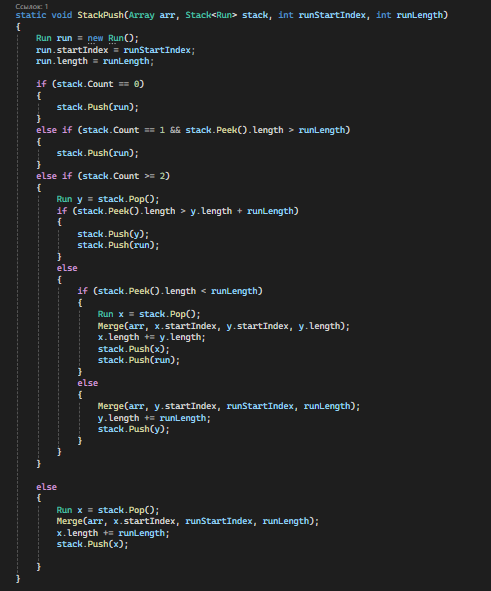 Ссылок: 1
static void StackPush(Array arr, Stack<Run> stack, int runStartIndex, int runLength)
{
    Run run = new Run();
    run.startIndex = runStartIndex;
    run.length = runLength;

    if (stack.Count == 0)
    {
        stack.Push(run);
    }
    else if (stack.Count == 1 && stack.Peek().length > runLength)
    {
        stack.Push(run);
    }
    else if (stack.Count >= 2)
    {
        Run y = stack.Pop();
        if (stack.Peek().length > y.length + runLength)
        {
            stack.Push(y);
            stack.Push(run);
        }
        else
        {
            if (stack.Peek().length < runLength)
            {
                Run x = stack.Pop();
                Merge(arr, x.startIndex, y.startIndex, y.length);
                x.length += y.length;
                stack.Push(x);
                stack.Push(run);
            }
            else
            {
                Merge(arr, y.startIndex, runStartIndex, runLength);
                y.length += runLength;
                stack.Push(y);
            }
        }
    }

    else
    {
        Run x = stack.Pop();
        Merge(arr, x.startIndex, runStartIndex, runLength);
        x.length += runLength;
        stack.Push(x);

    }
}